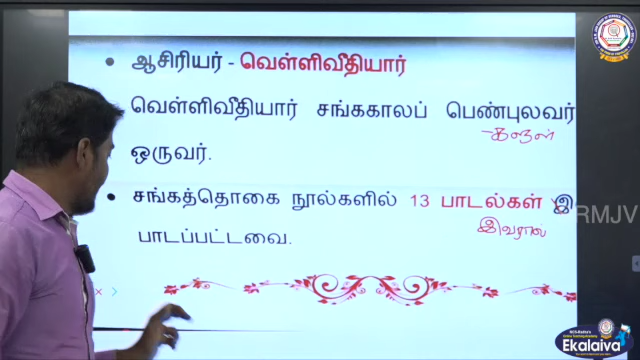 ஆசிரியர் - வெள்ளிவீதியார்
வெள்ளிவீதியார் சங்ககாலப் பெண்புலவர்
களுள்
ஒருவர்.
சங்கத்தொகை நூல்களில் 13 பாடல்கள் இ
RMJV
இவரால்
பாடப்பட்டவை.
Ekalaiva